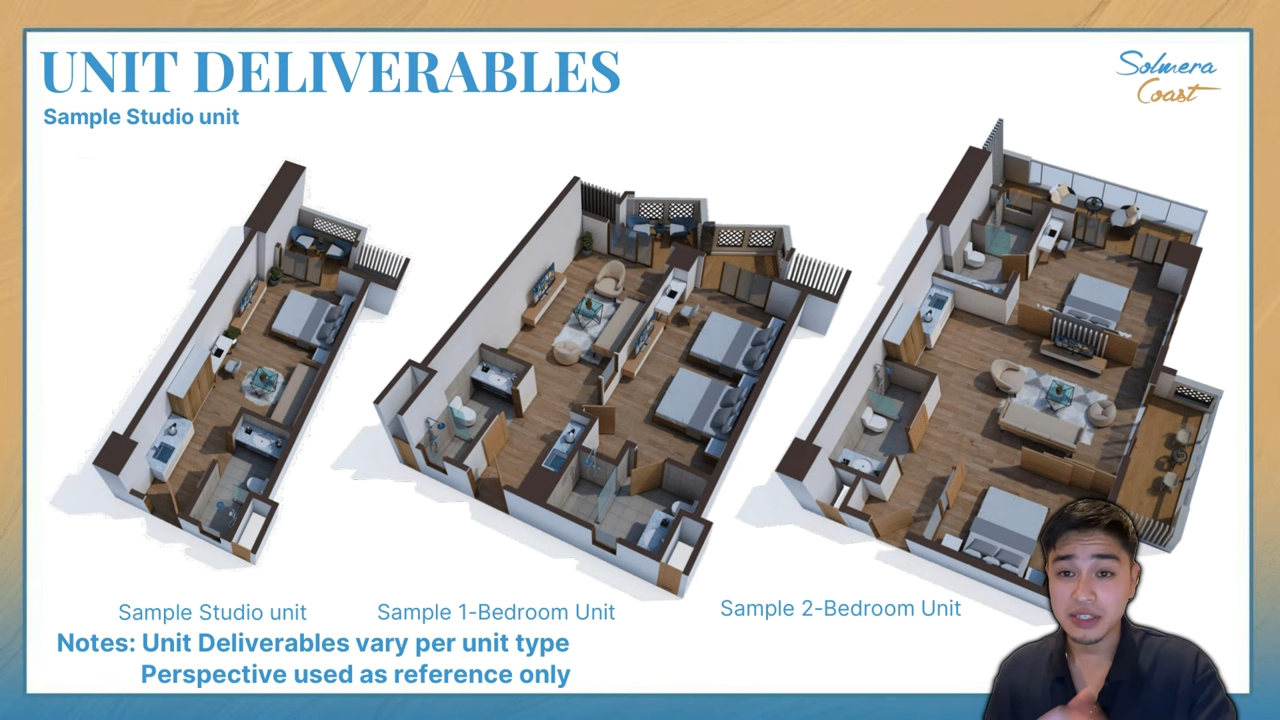 UNIT DELIVERABLES
Sample Studio unit
Solmera
Coast
Sample Studio unit
Sample 1-Bedroom Unit
Sample 2-Bedroom Unit
Notes: Unit Deliverables vary per unit type
Perspective used as reference only